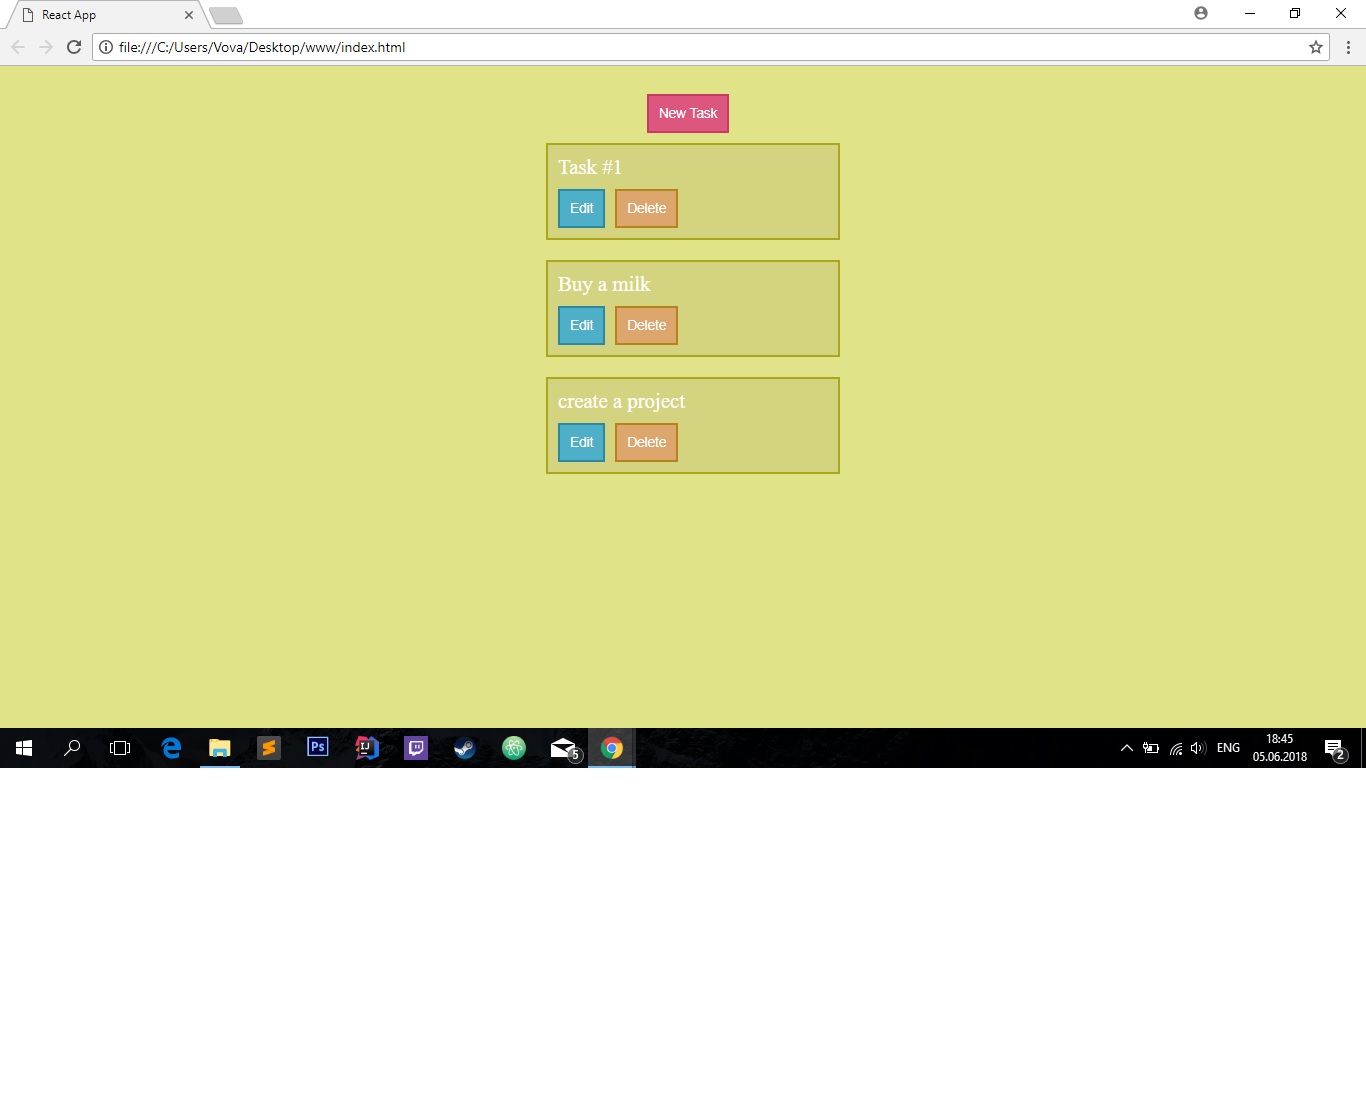 React App
file:///C:/Users/Vova/Desktop/www/index.html
New Task
Task #1
Edit Delete
Buy a milk
Edit Delete
create a project
Edit Delete
Ps IJ 5 ENG 18:45 2
05.06.2018